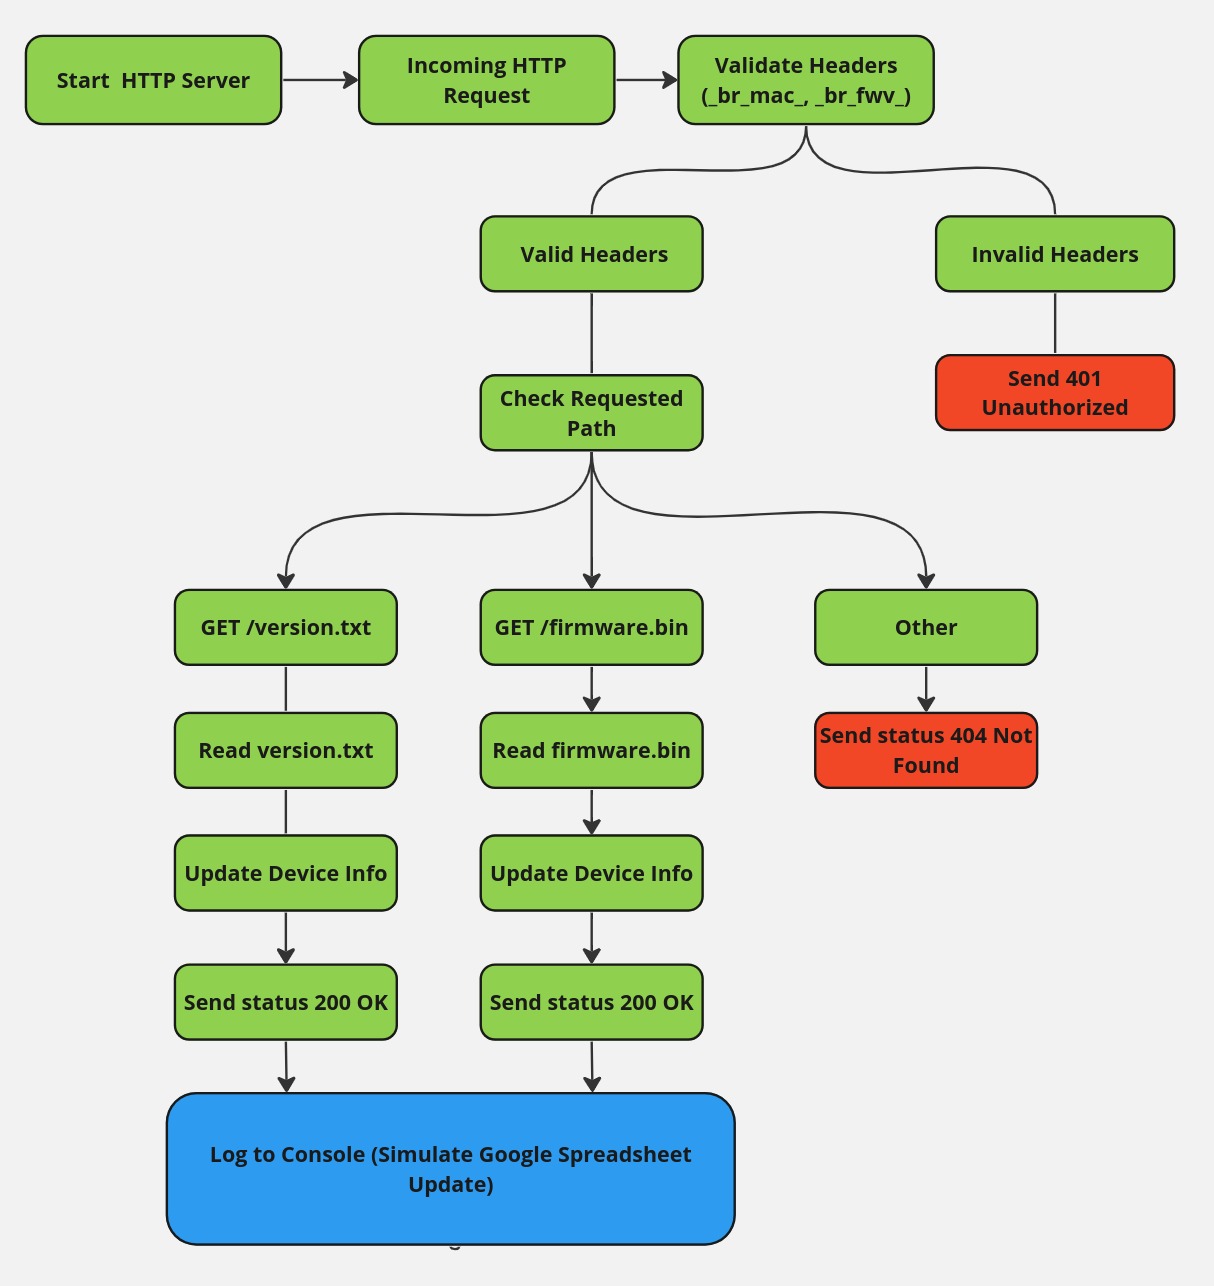 Start  HTTP Server
Incoming HTTP
Request
Validate Headers
(_br_mac_, _br_fwv_)
Valid Headers
Invalid Headers
Check Requested
Path
Send 401
Unauthorized
GET /version.txt
GET /firmware.bin
Other
Read version.txt
Read firmware.bin
Send status 404 Not
Found
Update Device Info
Update Device Info
Send status 200 OK
Send status 200 OK
Log to Console (Simulate Google Spreadsheet
Update)